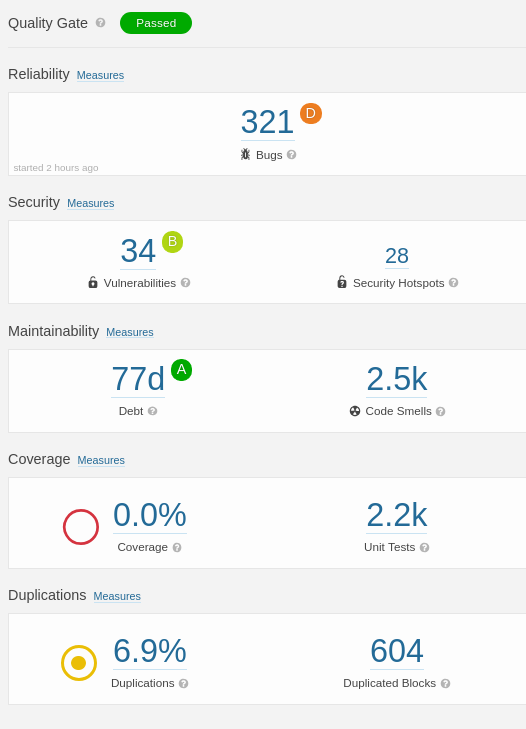 Quality Gate ? Passed
Reliability Measures
321 D
Bugs ?
started 2 hours ago
Security Measures
34 B 28
Vulnerabilities ? Security Hotspots ?
Maintainability Measures
77d A 2.5k
Debt ? Code Smells ?
Coverage Measures
0.0% 2.2k
Coverage ? Unit Tests ?
Duplications Measures
6.9% 604
Duplications ? Duplicated Blocks ?